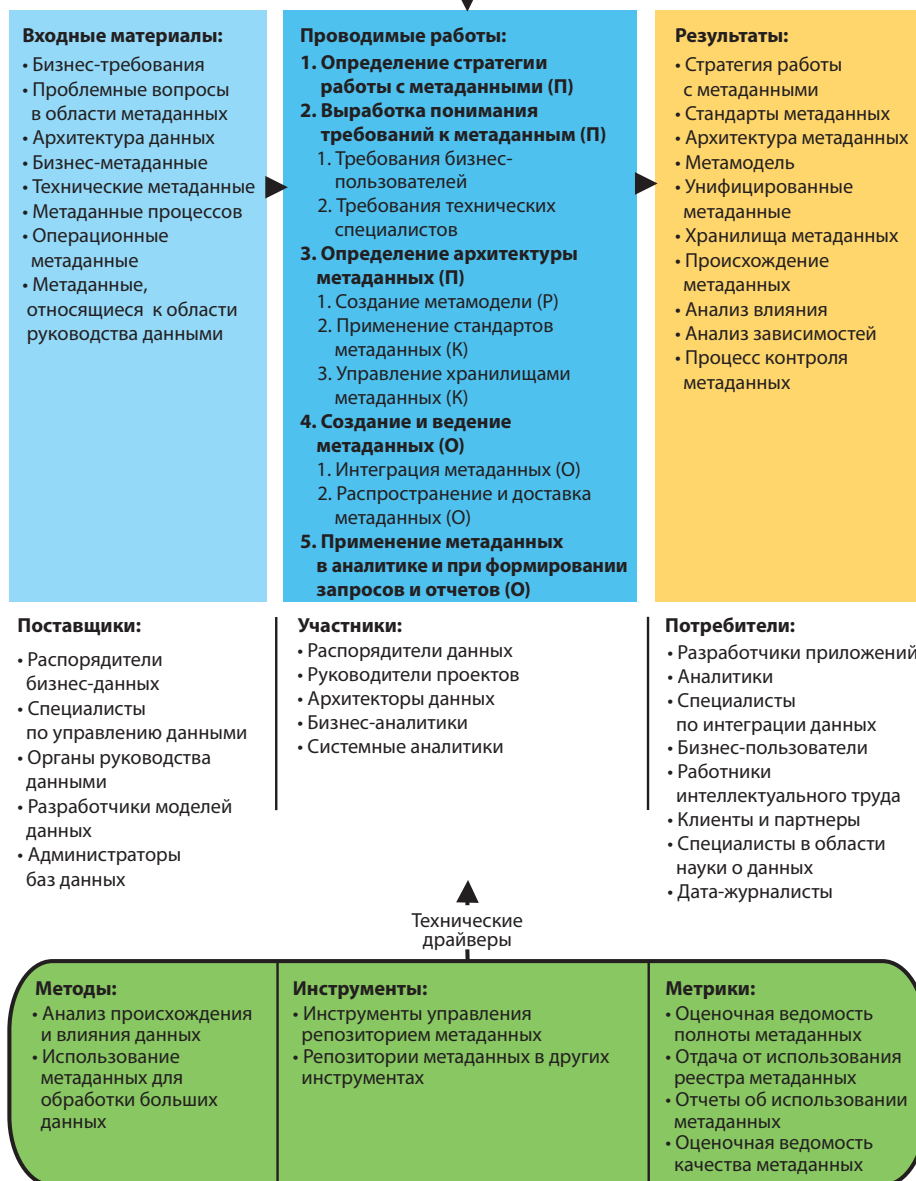 Входные материалы:
• Бизнес-требования
• Проблемные вопросы
в области метаданных
• Архитектура данных
• Бизнес-метаданные
• Технические метаданные
• Метаданные процессов
• Операционные
метаданные
• Метаданные,
относящиеся к области
руководства данными
Проводимые работы:
1. Определение стратегии
работы с метаданными (П)
2. Выработка понимания
требований к метаданным (П)
1. Требования бизнес-
пользователей
2. Требования технических
специалистов
3. Определение архитектуры
метаданных (П)
1. Создание метамодели (Р)
2. Применение стандартов
метаданных (К)
3. Управление хранилищами
метаданных (К)
4. Создание и ведение
метаданных (О)
1. Интеграция метаданных (О)
2. Распространение и доставка
метаданных (О)
5. Применение метаданных
в аналитике и при формировании
запросов и отчетов (О)
Результаты:
• Стратегия работы
с метаданными
• Стандарты метаданных
• Архитектура метаданных
• Метамодель
• Унифицированные
метаданные
• Хранилища метаданных
• Происхождение
метаданных
• Анализ влияния
• Анализ зависимостей
• Процесс контроля
метаданных
Поставщики:
• Распорядители
бизнес-данных
• Специалисты
по управлению данными
• Органы руководства
данными
• Разработчики моделей
данных
• Администраторы
баз данных
Участники:
• Распорядители данных
• Руководители проектов
• Архитекторы данных
• Бизнес-аналитики
• Системные аналитики
Потребители:
• Разработчики приложений
• Аналитики
• Специалисты
по интеграции данных
• Бизнес-пользователи
• Работники
интеллектуального труда
• Клиенты и партнеры
• Специалисты в области
науки о данных
• Дата-журналисты
Технические
драйверы
Методы:
• Анализ происхождения
и влияния данных
• Использование
метаданных для
обработки больших
данных
Инструменты:
• Инструменты управления
репозиторием метаданных
• Репозитории метаданных в других
инструментах
Метрики:
• Оценочная ведомость
полноты метаданных
• Отдача от использования
реестра метаданных
• Отчеты об использовании
метаданных
• Оценочная ведомость
качества метаданных